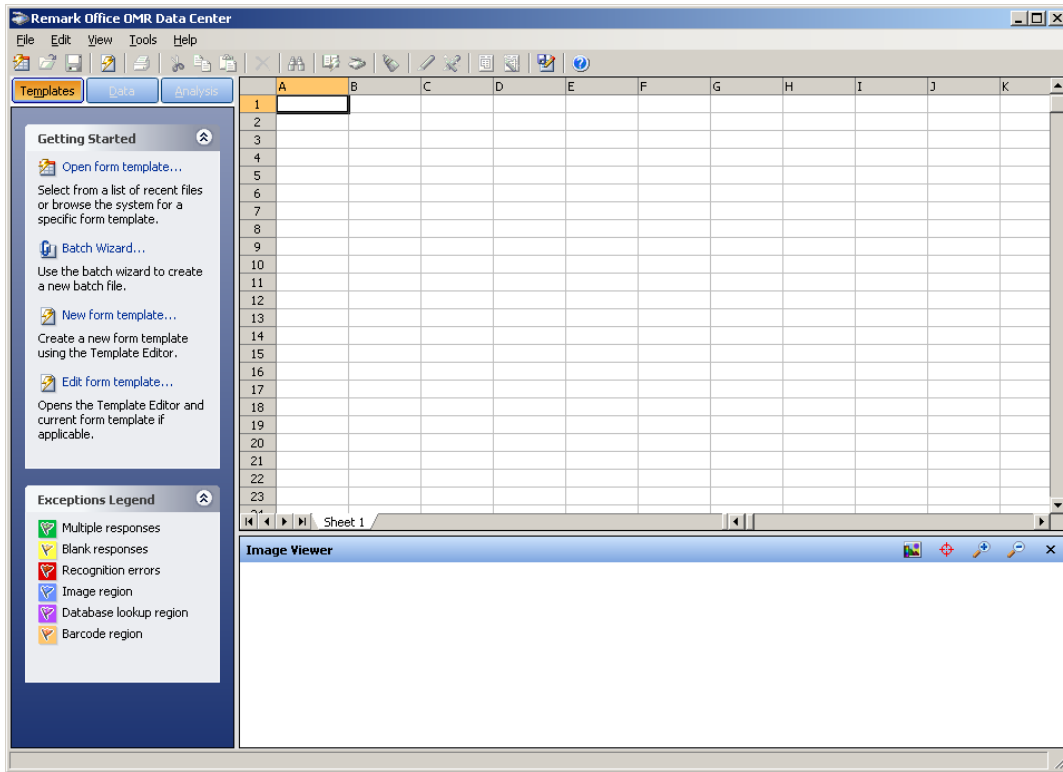 Remark Office OMR Data Center
File Edit View Tools Help
Templates Data Analysis
A B C D E F G H I J K
1
2
3
4
5
6
7
8
9
10
11
12
13
14
15
16
17
18
19
20
21
22
23
Getting Started
Open form template...
Select from a list of recent files
or browse the system for a
specific form template.
Batch Wizard...
Use the batch wizard to create
a new batch file.
New form template...
Create a new form template
using the Template Editor.
Edit form template...
Opens the Template Editor and
current form template if
applicable.
Exceptions Legend
Multiple responses
Blank responses
Recognition errors
Image region
Database lookup region
Barcode region
Sheet 1
Image Viewer